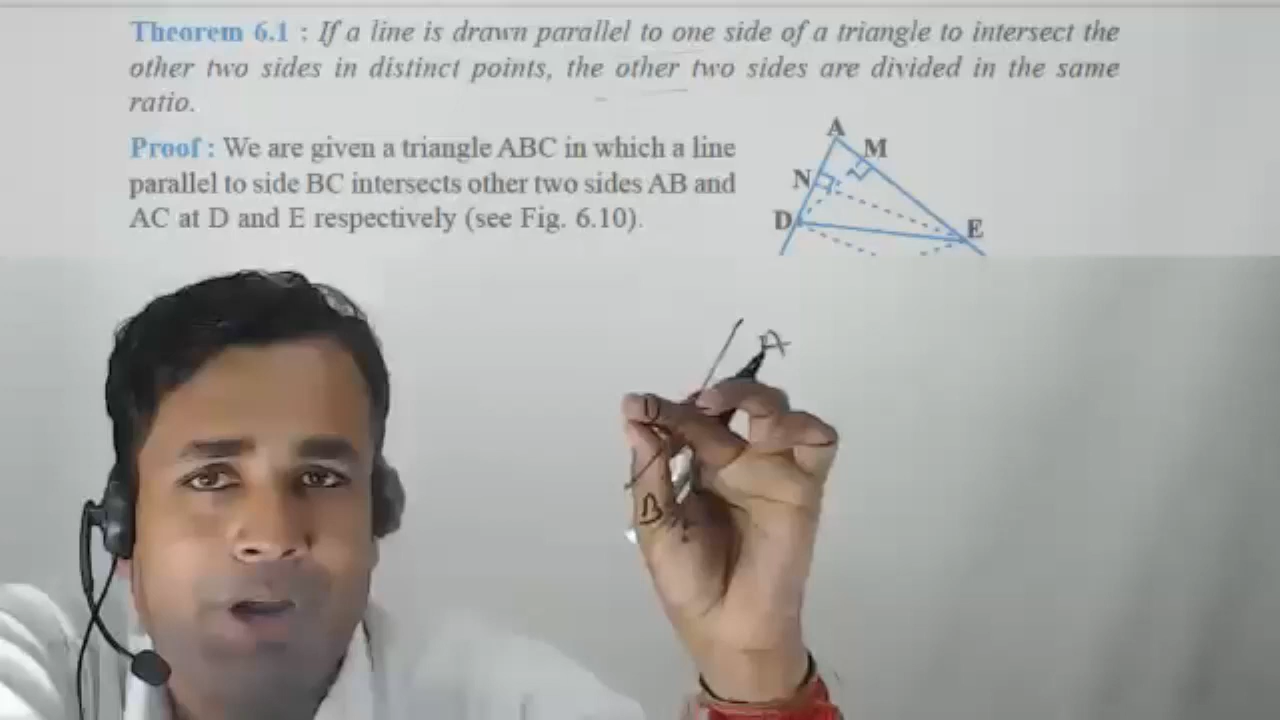 Theorem 6.1 : If a line is drawn parallel to one side of a triangle to intersect the
other two sides in distinct points, the other two sides are divided in the same
ratio.
Proof : We are given a triangle ABC in which a line
parallel to side BC intersects other two sides AB and
AC at D and E respectively (see Fig. 6.10).
A
M
N
D
E
A
D
B